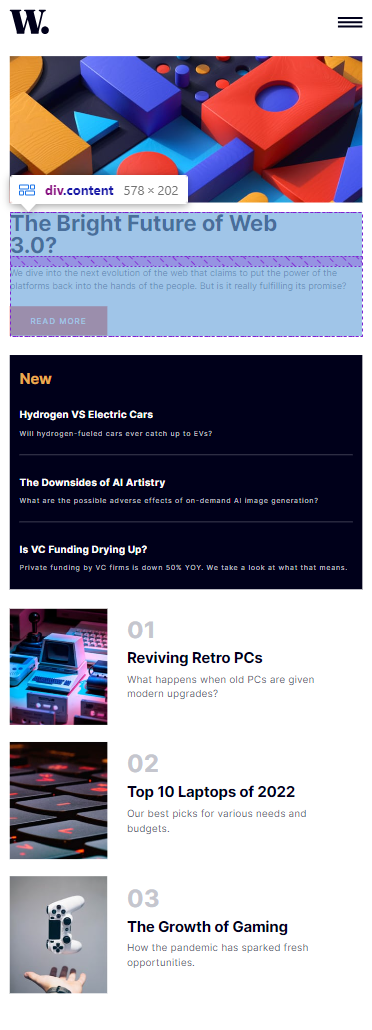 W.
div.content 578 × 202
The Bright Future of Web
3.0?
We dive into the next evolution of the web that claims to put the power of the
platforms back into the hands of the people. But is it really fulfilling its promise?
READ MORE
New
Hydrogen VS Electric Cars
Will hydrogen-fueled cars ever catch up to EVs?
The Downsides of AI Artistry
What are the possible adverse effects of on-demand AI image generation?
Is VC Funding Drying Up?
Private funding by VC firms is down 50% YOY. We take a look at what that means.
01
Reviving Retro PCs
What happens when old PCs are given
modern upgrades?
02
Top 10 Laptops of 2022
Our best picks for various needs and
budgets.
03
The Growth of Gaming
How the pandemic has sparked fresh
opportunities.